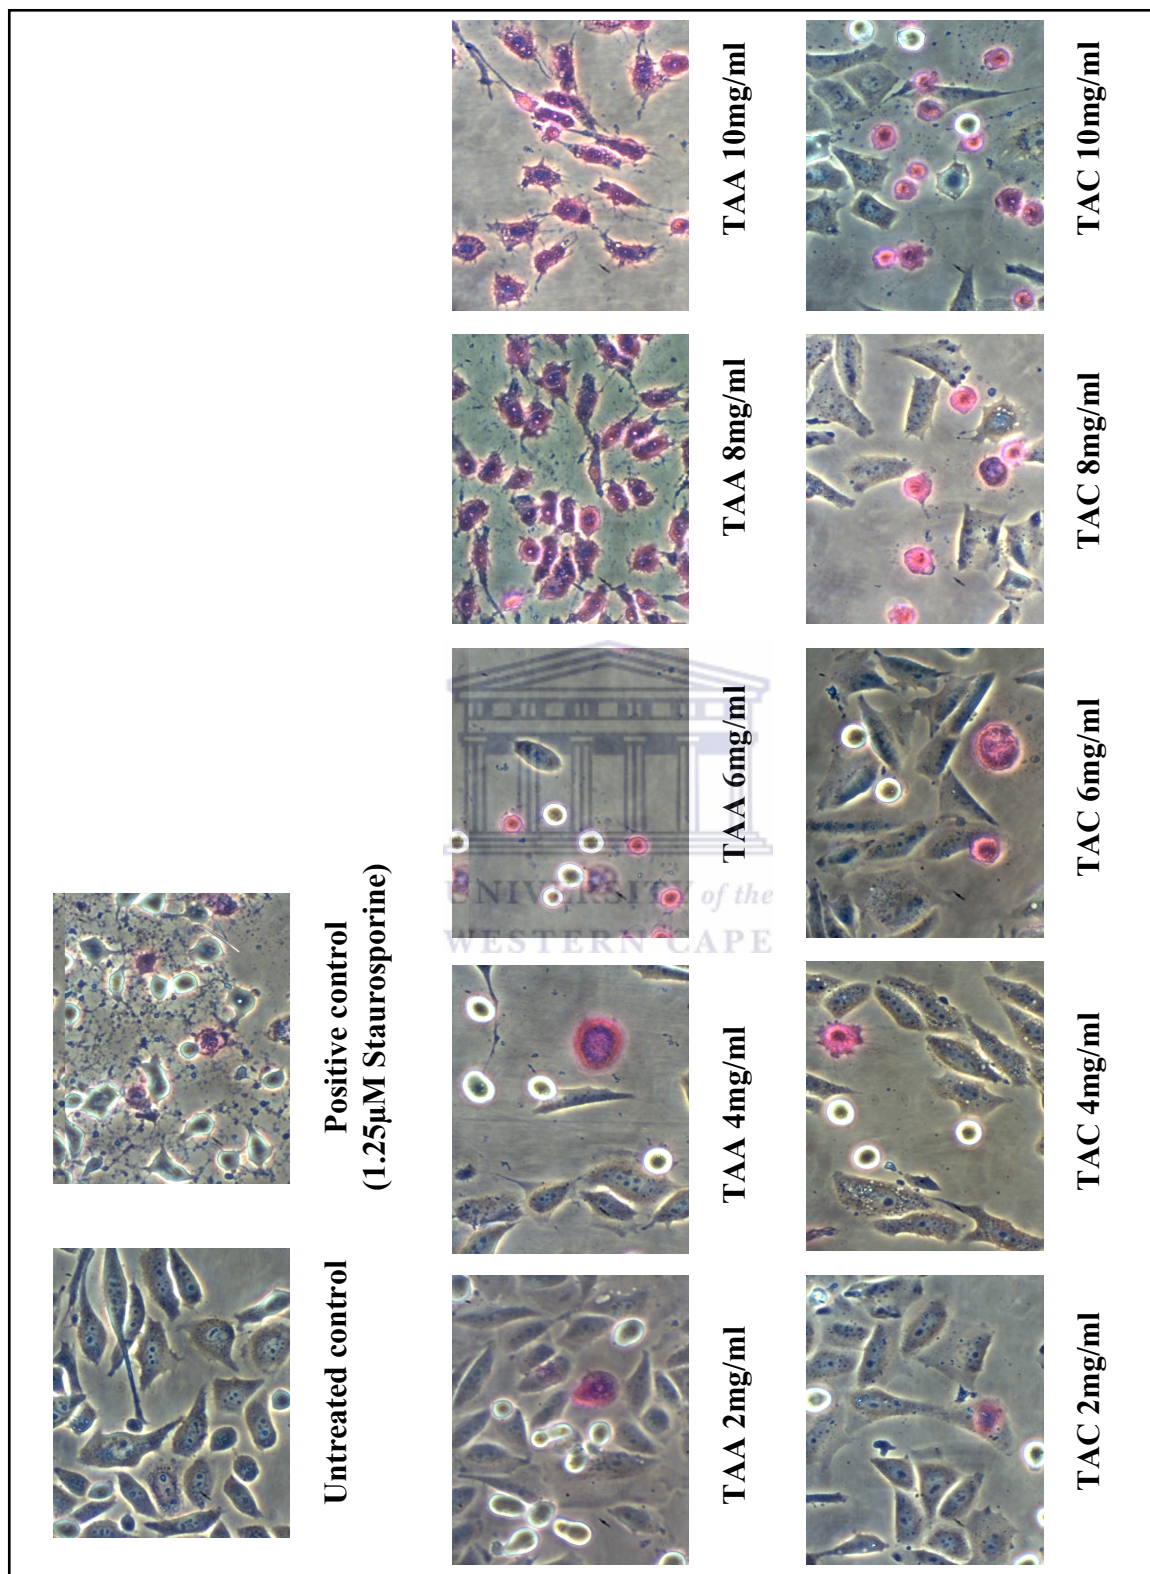 Untreated control
Positive control
(1.25µM Staurosporine)
TAA 2mg/ml
TAA 4mg/ml
TAA 6mg/ml
TAA 8mg/ml
TAA 10mg/ml
TAC 2mg/ml
TAC 4mg/ml
TAC 6mg/ml
TAC 8mg/ml
TAC 10mg/ml
UNIVERSITY of the
WESTERN CAPE